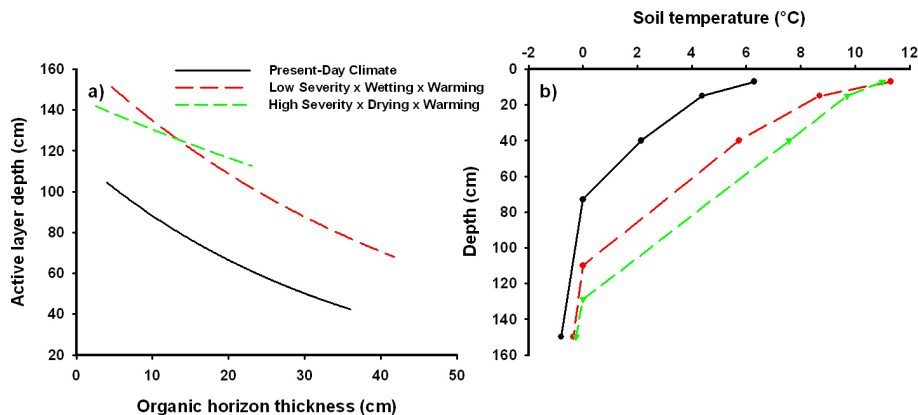 a)
Present-Day Climate
Low Severity x Wetting x Warming
High Severity x Drying x Warming
Active layer depth (cm)
160
140
120
100
80
60
40
20
0 10 20 30 40 50
Organic horizon thickness (cm)
Soil temperature (°C)
-2 0 2 4 6 8 10 12
b)
Depth (cm)
0
20
40
60
80
100
120
140
160